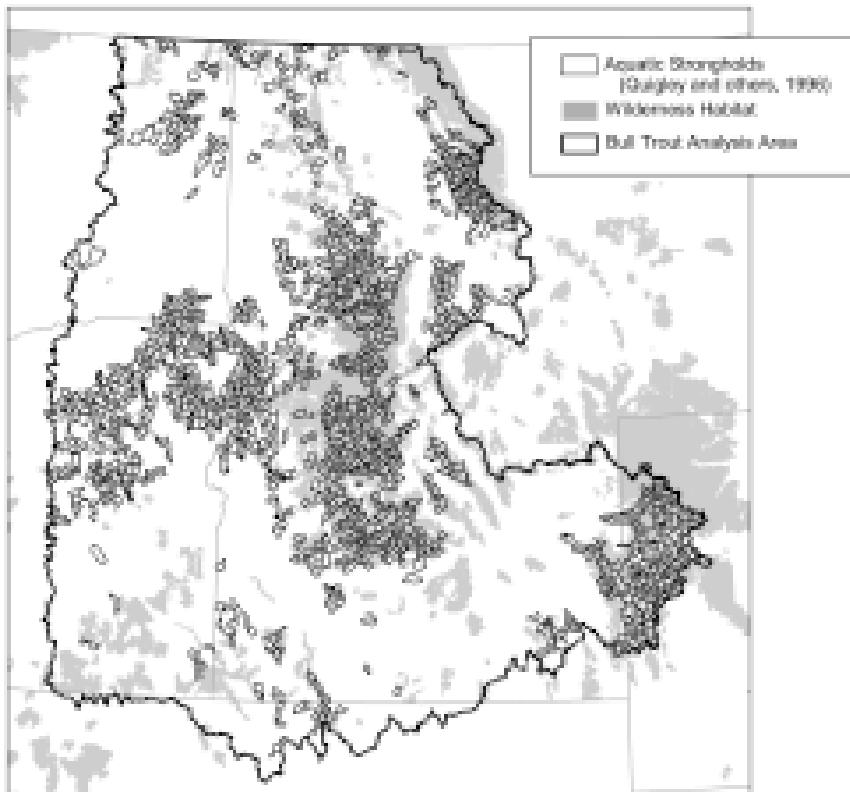 Aquatic Strongholds
(Quigley and others, 1996)
Wilderness Habitat
Bull Trout Analysis Area